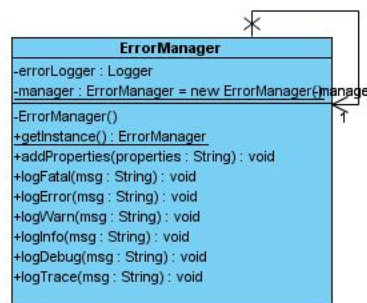 ErrorManager
-errorLogger : Logger
-manager : ErrorManager = new ErrorManager()
-manager
1
-ErrorManager()
+getInstance() : ErrorManager
+addProperties(properties : String) : void
+logFatal(msg : String) : void
+logError(msg : String) : void
+logWarn(msg : String) : void
+logInfo(msg : String) : void
+logDebug(msg : String) : void
+logTrace(msg : String) : void